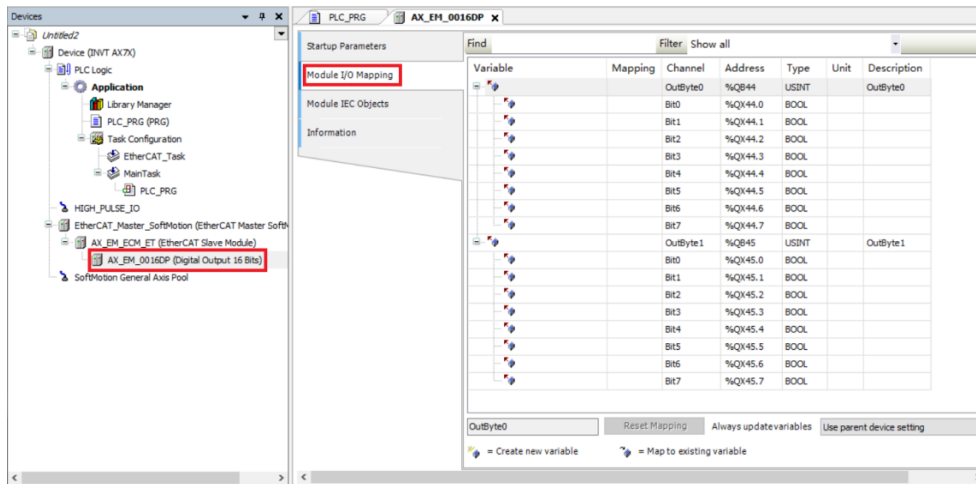 Devices
Untitled2
Device (INVT AX7X)
PLC Logic
Application
Library Manager
PLC_PRG (PRG)
Task Configuration
EtherCAT_Task
MainTask
PLC_PRG
HIGH_PULSE_IO
EtherCAT_Master_SoftMotion (EtherCAT Master SoftM
AX_EM_ECM_ET (EtherCAT Slave Module)
AX_EM_0016DP (Digital Output 16 Bits)
SoftMotion General Axis Pool
PLC_PRG AX_EM_0016DP
Startup Parameters
Module I/O Mapping
Module IEC Objects
Information
Find Filter Show all
Variable Mapping Channel Address Type Unit Description
OutByte0 %QB44 USINT OutByte0
Bit0 %QX44.0 BOOL
Bit1 %QX44.1 BOOL
Bit2 %QX44.2 BOOL
Bit3 %QX44.3 BOOL
Bit4 %QX44.4 BOOL
Bit5 %QX44.5 BOOL
Bit6 %QX44.6 BOOL
Bit7 %QX44.7 BOOL
OutByte1 %QB45 USINT OutByte1
Bit0 %QX45.0 BOOL
Bit1 %QX45.1 BOOL
Bit2 %QX45.2 BOOL
Bit3 %QX45.3 BOOL
Bit4 %QX45.4 BOOL
Bit5 %QX45.5 BOOL
Bit6 %QX45.6 BOOL
Bit7 %QX45.7 BOOL
OutByte0 Reset Mapping Always update variables Use parent device setting
= Create new variable = Map to existing variable